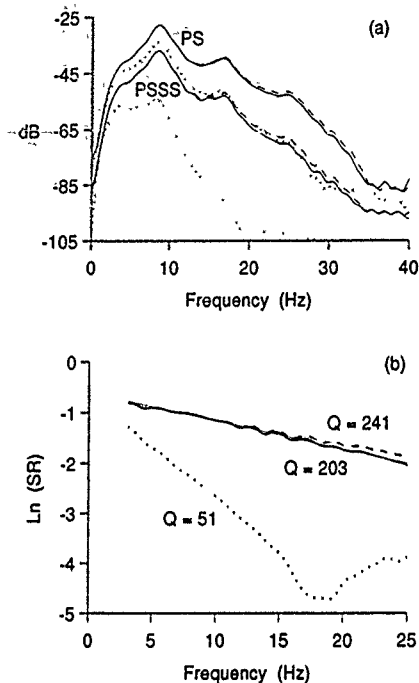 (a)
-25
-45
-65
-85
-105
dB
PS
PSSS
0
10
20
30
40
Frequency (Hz)
(b)
0
-1
-2
-3
-4
-5
Ln (SR)
Q = 241
Q = 203
Q = 51
0
5
10
15
20
25
Frequency (Hz)